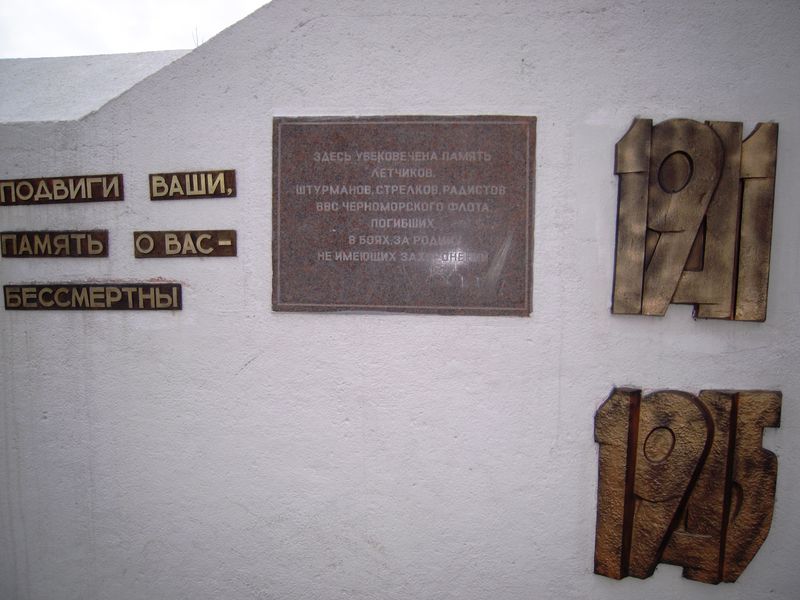 ПОДВИГИ ВАШИ,
ПАМЯТЬ О ВАС–
БЕССМЕРТНЫ
ЗДЕСЬ УВЕКОВЕЧЕНА ПАМЯТЬ
ЛЕТЧИКОВ,
ШТУРМАНОВ, СТРЕЛКОВ, РАДИСТОВ
ВВС ЧЕРНОМОРСКОГО ФЛОТА,
ПОГИБШИХ
В БОЯХ ЗА РОДИНУ
НЕ ИМЕЮЩИХ ЗАХОРОНЕНИЙ
1941
1945